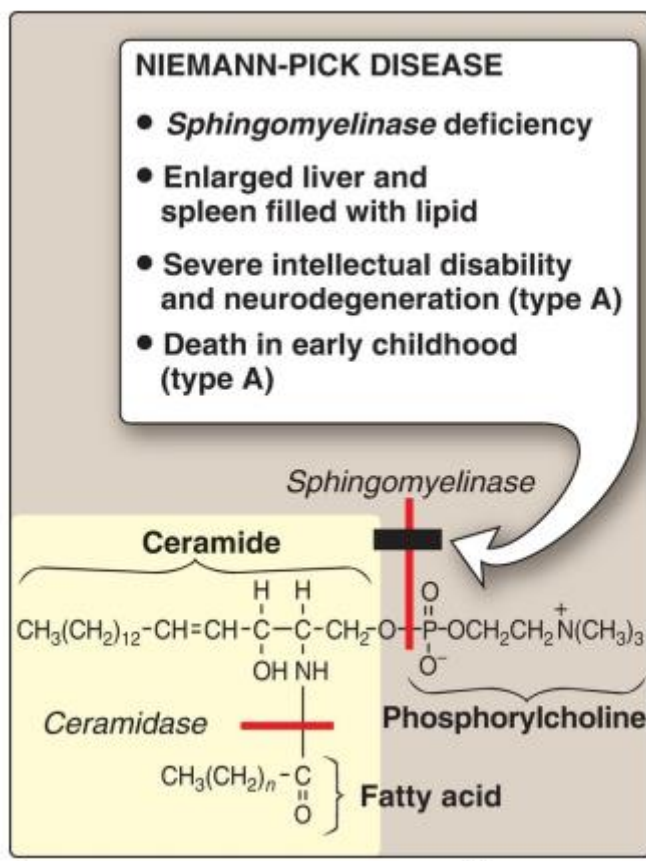 NIEMANN-PICK DISEASE
• Sphingomyelinase deficiency
• Enlarged liver and
spleen filled with lipid
• Severe intellectual disability
and neurodegeneration (type A)
• Death in early childhood
(type A)
Sphingomyelinase
Ceramide
H H O
CH₃(CH₂)₁₂–CH=CH–C–C–CH₂–O–P–OCH₂CH₂N⁺(CH₃)₃
OH NH O⁻
Ceramidase
Phosphorylcholine
CH₃(CH₂)ₙ–C
O
Fatty acid